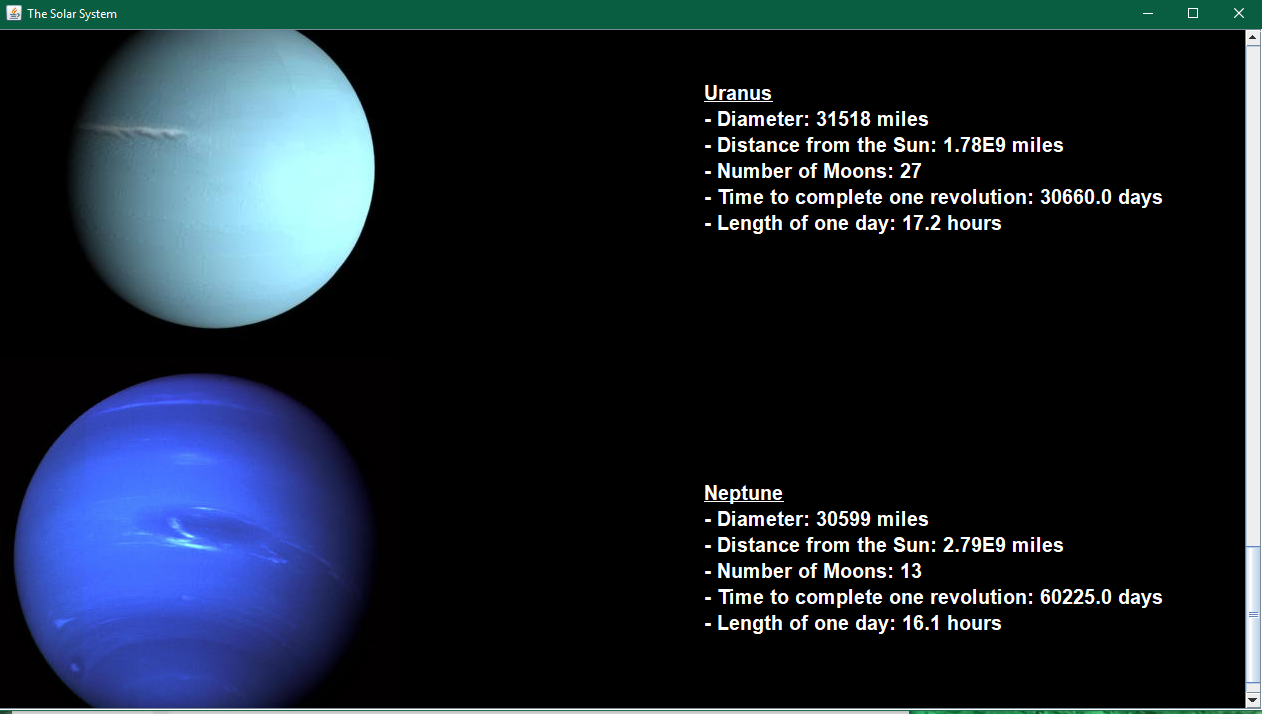 The Solar System
Uranus
- Diameter: 31518 miles
- Distance from the Sun: 1.78E9 miles
- Number of Moons: 27
- Time to complete one revolution: 30660.0 days
- Length of one day: 17.2 hours
Neptune
- Diameter: 30599 miles
- Distance from the Sun: 2.79E9 miles
- Number of Moons: 13
- Time to complete one revolution: 60225.0 days
- Length of one day: 16.1 hours